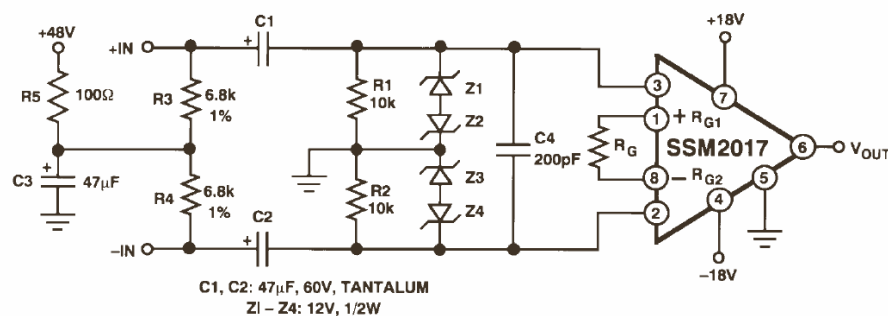 +48V
+IN
C1
+
+18V
R5
100Ω
R3
6.8k
1%
R1
10k
Z1
Z2
C4
200pF
3
7
1
+ RG1
RG
SSM2017
6
VOUT
+
C3
47µF
R4
6.8k
1%
R2
10k
Z3
Z4
8
– RG2
5
4
2
C2
+
–IN
–18V
C1, C2: 47µF, 60V, TANTALUM
ZI – Z4: 12V, 1/2W